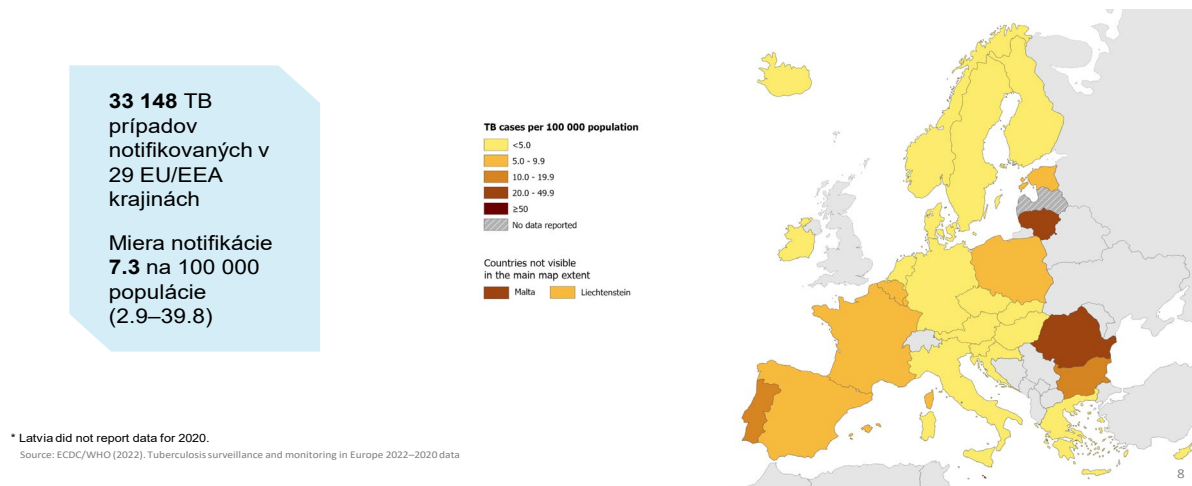 33 148 TB
prípadov
notifikovaných v
29 EU/EEA
krajinách
Miera notifikácie
7.3 na 100 000
populácie
(2.9–39.8)
TB cases per 100 000 population
<5.0
5.0 - 9.9
10.0 - 19.9
20.0 - 49.9
≥50
No data reported
Countries not visible
in the main map extent
Malta Liechtenstein
* Latvia did not report data for 2020.
Source: ECDC/WHO (2022). Tuberculosis surveillance and monitoring in Europe 2022–2020 data
8